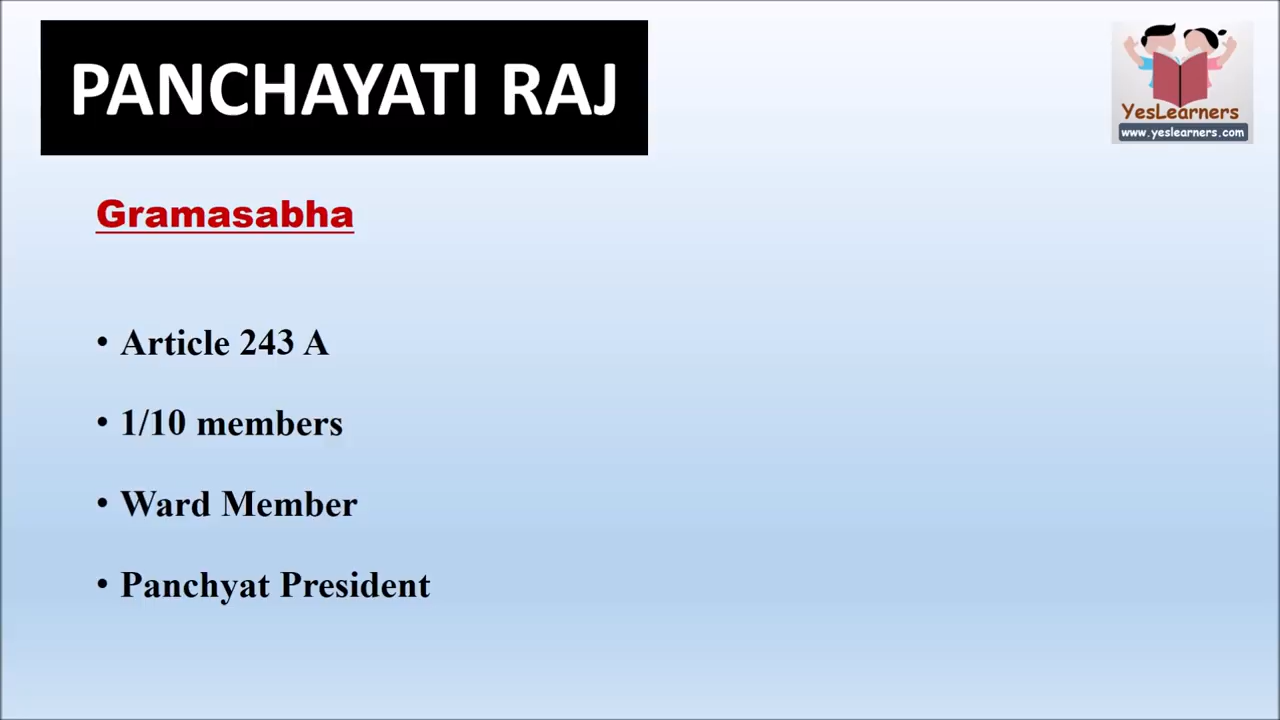 PANCHAYATI RAJ
YesLearners
www.yeslearners.com
Gramasabha
• Article 243 A
• 1/10 members
• Ward Member
• Panchyat President